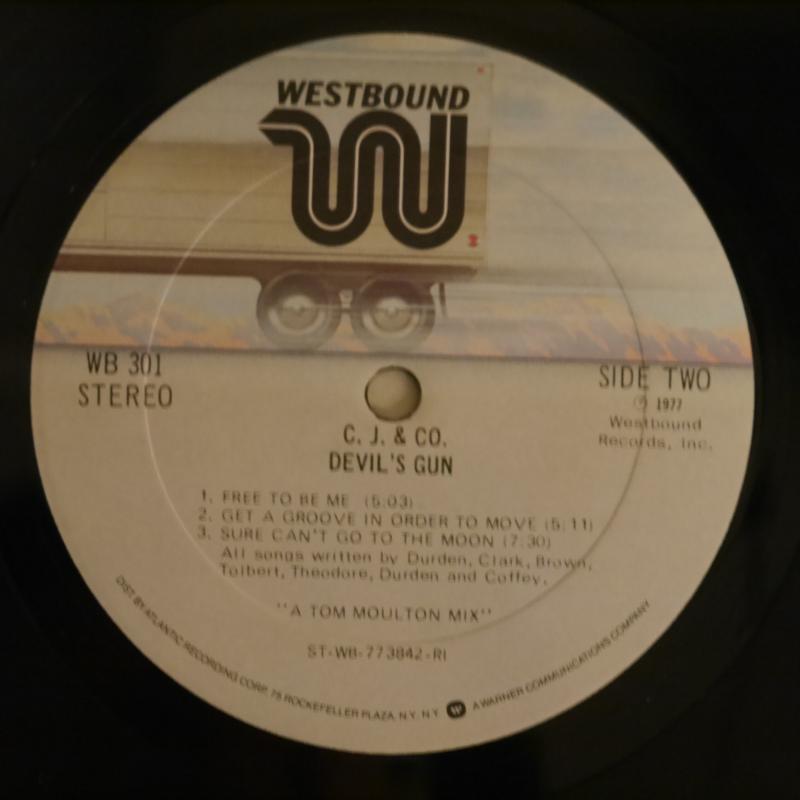 WESTBOUND
WB 301
STEREO
SIDE TWO
℗ 1977
Westbound
Records, Inc.
C. J. & CO.
DEVIL'S GUN
1. FREE TO BE ME (5:03)
2. GET A GROOVE IN ORDER TO MOVE (5:11)
3. SURE CAN'T GO TO THE MOON (7:30)
All songs written by Durden, Clark, Brown,
Tolbert, Theodore, Durden and Coffey.
"A TOM MOULTON MIX"
ST-WB-773842-RI
DIST. BY ATLANTIC RECORDING CORP. 75 ROCKEFELLER PLAZA, N.Y. N.Y. A WARNER COMMUNICATIONS COMPANY